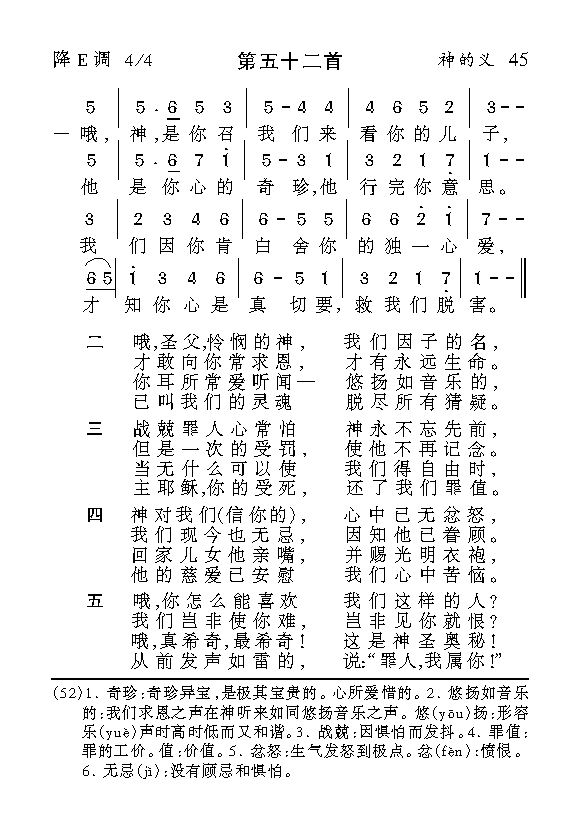 降E调 4/4 第五十二首 神的义 45
5 | 5 . 6 5 3 | 5 - 4 4 | 4 6 5 2 | 3 - -
一 哦, 神,是你召 我们来 看你的儿 子,
5 | 5 . 6 7 1̇ | 5 - 3 1 | 3 2 1 7̣ | 1 - -
他 是你心的 奇珍,他 行完你意 思。
3 | 2 3 4 6 | 6 - 5 5 | 6 6 2̇ 1̇ | 7 - -
我 们因你肯 白舍你 的独一心爱,
6 5 | 1̇ 3 4 6 | 6 - 5 1 | 3 2 1 7̣ | 1 - - ‖
才 知你心是 真切要, 救我们脱 害。
二 哦,圣父,怜悯的神, 我们因子的名,
才敢向你常求恩, 才有永远生命。
你耳所常爱听闻— 悠扬如音乐的,
已叫我们的灵魂 脱尽所有猜疑。
三 战兢罪人心常怕 神永不忘先前,
但是一次的受罚, 使他不再记念。
当无什么可以使 我们得自由时,
主耶稣,你的受死, 还了我们罪值。
四 神对我们(信你的), 心中已无忿怒,
我们现今也无忌, 因知他已眷顾。
回家儿女他亲嘴, 并赐光明衣袍,
他的慈爱已安慰 我们心中苦恼。
五 哦,你怎么能喜欢 我们这样的人?
我们岂非使你难, 岂非见你就恨?
哦,真希奇,最希奇! 这是神圣奥秘!
从前发声如雷的, 说:“罪人,我属你!”
(52)1. 奇珍:奇珍异宝,是极其宝贵的。心所爱惜的。2. 悠扬如音乐
的:我们求恩之声在神听来如同悠扬音乐之声。悠(yōu)扬:形容
乐(yuè)声时高时低而又和谐。3. 战兢:因惧怕而发抖。4. 罪值:
罪的工价。值:价值。5. 忿怒:生气发怒到极点。忿(fèn):愤恨。
6. 无忌(jì):没有顾忌和惧怕。